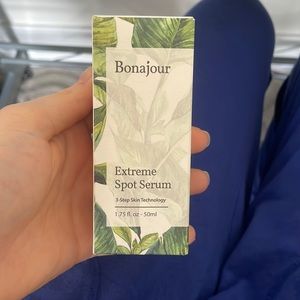 Bonajour
Extreme
Spot Serum
3-Step Skin Technology
1.75 fl. oz - 50ml